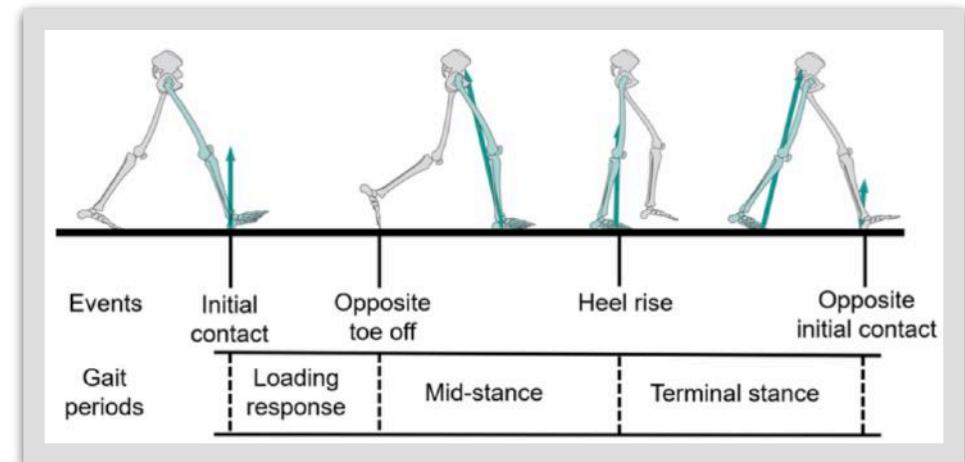 Events
Initial
contact
Opposite
toe off
Heel rise
Opposite
initial contact
Gait
periods
Loading
response
Mid-stance
Terminal stance